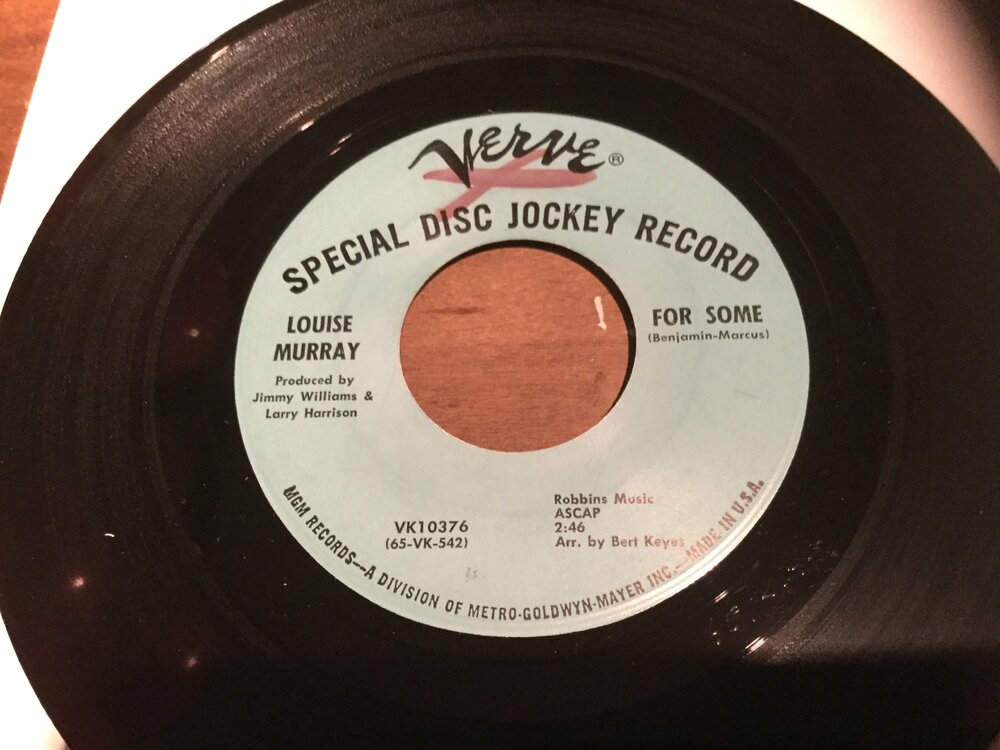 VERVE®
SPECIAL DISC JOCKEY RECORD
LOUISE
MURRAY
Produced by
Jimmy Williams &
Larry Harrison
FOR SOME
(Benjamin-Marcus)
VK10376
(65-VK-542)
Robbins Music
ASCAP
2:46
Arr. by Bert Keyes
MGM RECORDS—A DIVISION OF METRO-GOLDWYN-MAYER INC.—MADE IN U.S.A.